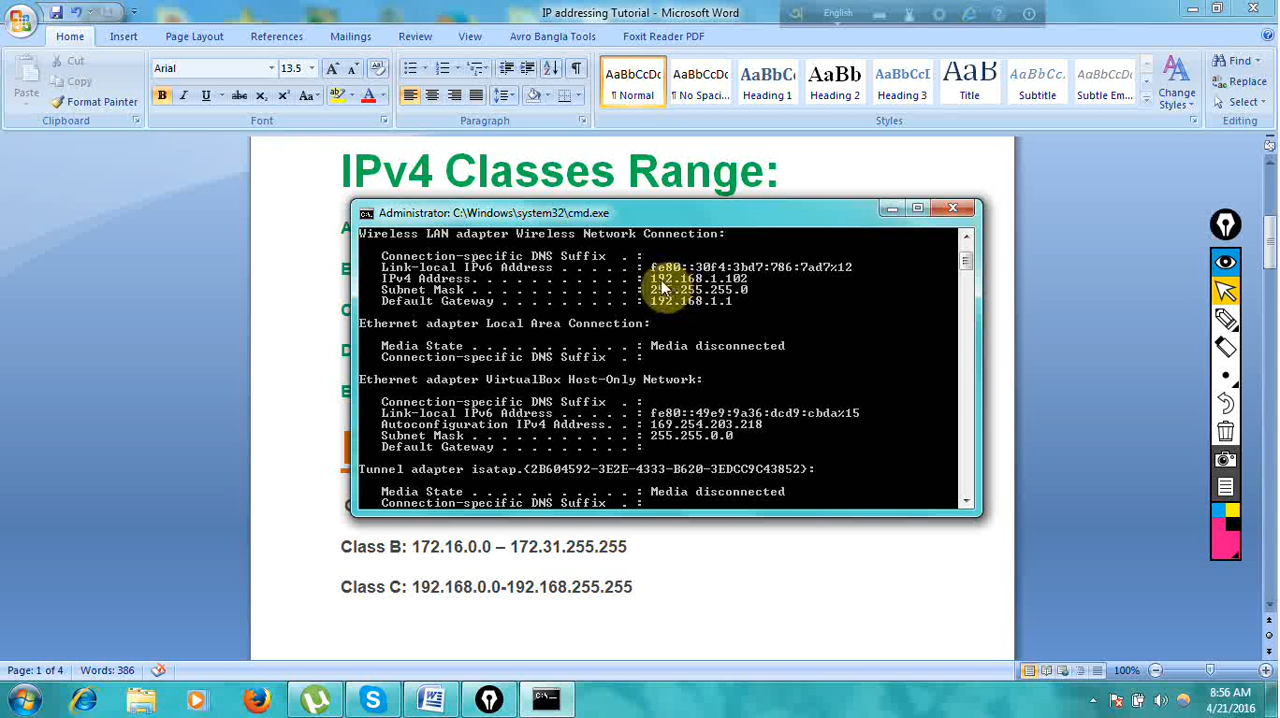 IP addressing Tutorial - Microsoft Word
English
Home Insert Page Layout References Mailings Review View Avro Bangla Tools Foxit Reader PDF
Paste
Cut
Copy
Format Painter
Clipboard
Arial 13.5
B I U abe X₂ X² Aa
Font
Paragraph
AaBbCcDc AaBbCcDc AaBbC AaBbC AaBbCcI AaB AaBbCcL AaBbCcDc
¶ Normal ¶ No Spaci... Heading 1 Heading 2 Heading 3 Title Subtitle Subtle Em...
Change
Styles
Styles
Find
Replace
Select
Editing
IPv4 Classes Range:
Administrator: C:\Windows\system32\cmd.exe
Wireless LAN adapter Wireless Network Connection:
Connection-specific DNS Suffix . :
Link-local IPv6 Address . . . . . : fe80::30f4:3bd7:786:7ad7%12
IPv4 Address. . . . . . . . . . . : 192.168.1.102
Subnet Mask . . . . . . . . . . . : 255.255.255.0
Default Gateway . . . . . . . . . : 192.168.1.1
Ethernet adapter Local Area Connection:
Media State . . . . . . . . . . . : Media disconnected
Connection-specific DNS Suffix . :
Ethernet adapter VirtualBox Host-Only Network:
Connection-specific DNS Suffix . :
Link-local IPv6 Address . . . . . : fe80::49e9:9a36:dcd9:cbda%15
Autoconfiguration IPv4 Address. . : 169.254.203.218
Subnet Mask . . . . . . . . . . . : 255.255.0.0
Default Gateway . . . . . . . . . :
Tunnel adapter isatap.{2B604592-3E2E-4333-B620-3EDCC9C43852}:
Media State . . . . . . . . . . . : Media disconnected
Connection-specific DNS Suffix . :
Class B: 172.16.0.0 – 172.31.255.255
Class C: 192.168.0.0-192.168.255.255
Page: 1 of 4 Words: 386 100%
8:56 AM
4/21/2016